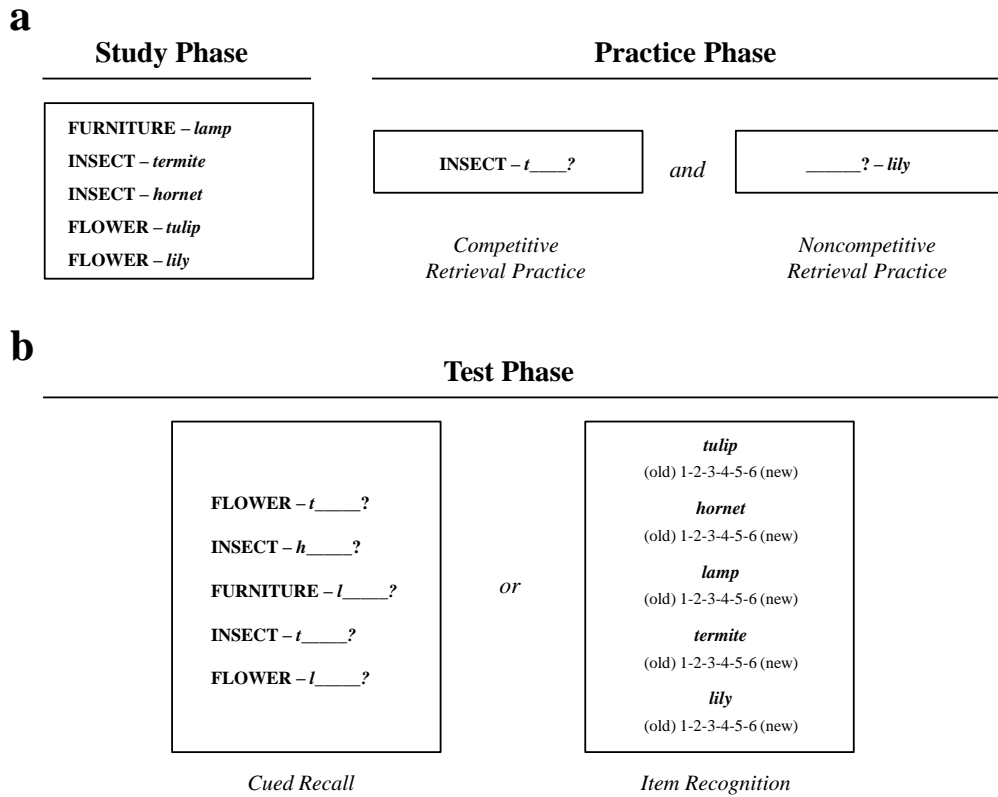 a
Study Phase
Practice Phase
FURNITURE – lamp
INSECT – termite
INSECT – hornet
FLOWER – tulip
FLOWER – lily
INSECT – t____?
and
______? – lily
Competitive
Retrieval Practice
Noncompetitive
Retrieval Practice
b
Test Phase
FLOWER – t_____?
INSECT – h_____?
FURNITURE – l_____?
INSECT – t_____?
FLOWER – l_____?
or
tulip
(old) 1-2-3-4-5-6 (new)
hornet
(old) 1-2-3-4-5-6 (new)
lamp
(old) 1-2-3-4-5-6 (new)
termite
(old) 1-2-3-4-5-6 (new)
lily
(old) 1-2-3-4-5-6 (new)
Cued Recall
Item Recognition